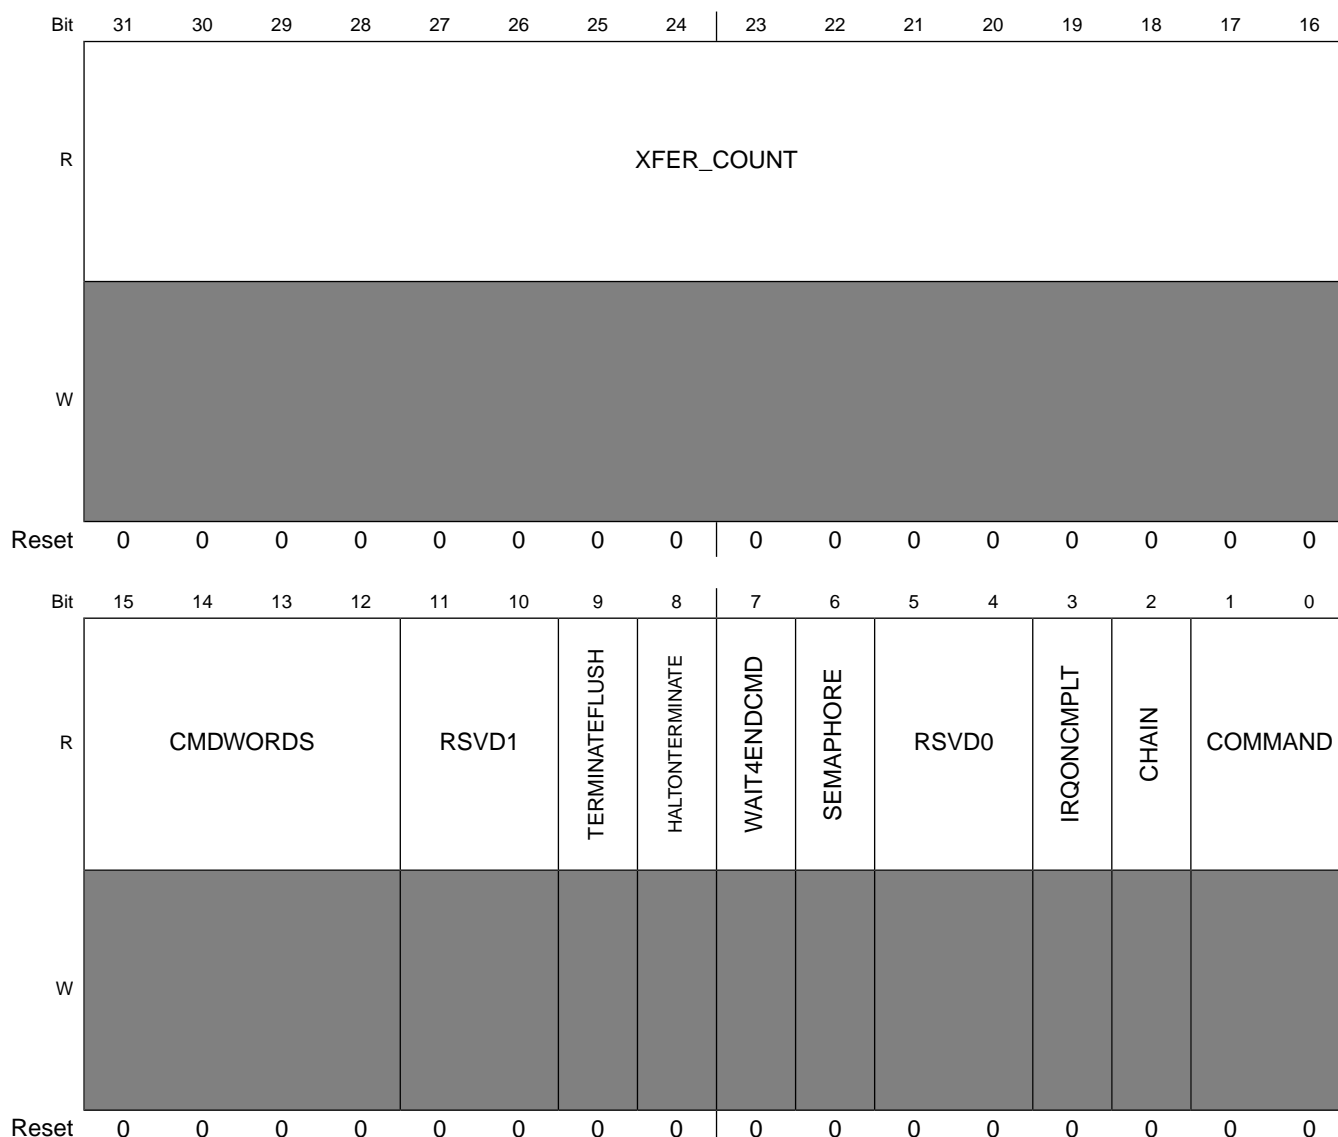 Bit 31 30 29 28 27 26 25 24 23 22 21 20 19 18 17 16
R XFER_COUNT
W
Reset 0 0 0 0 0 0 0 0 0 0 0 0 0 0 0 0
Bit 15 14 13 12 11 10 9 8 7 6 5 4 3 2 1 0
R CMDWORDS RSVD1 TERMINATEFLUSH HALTONTERMINATE WAIT4ENDCMD SEMAPHORE RSVD0 IRQONCMPLT CHAIN COMMAND
W
Reset 0 0 0 0 0 0 0 0 0 0 0 0 0 0 0 0